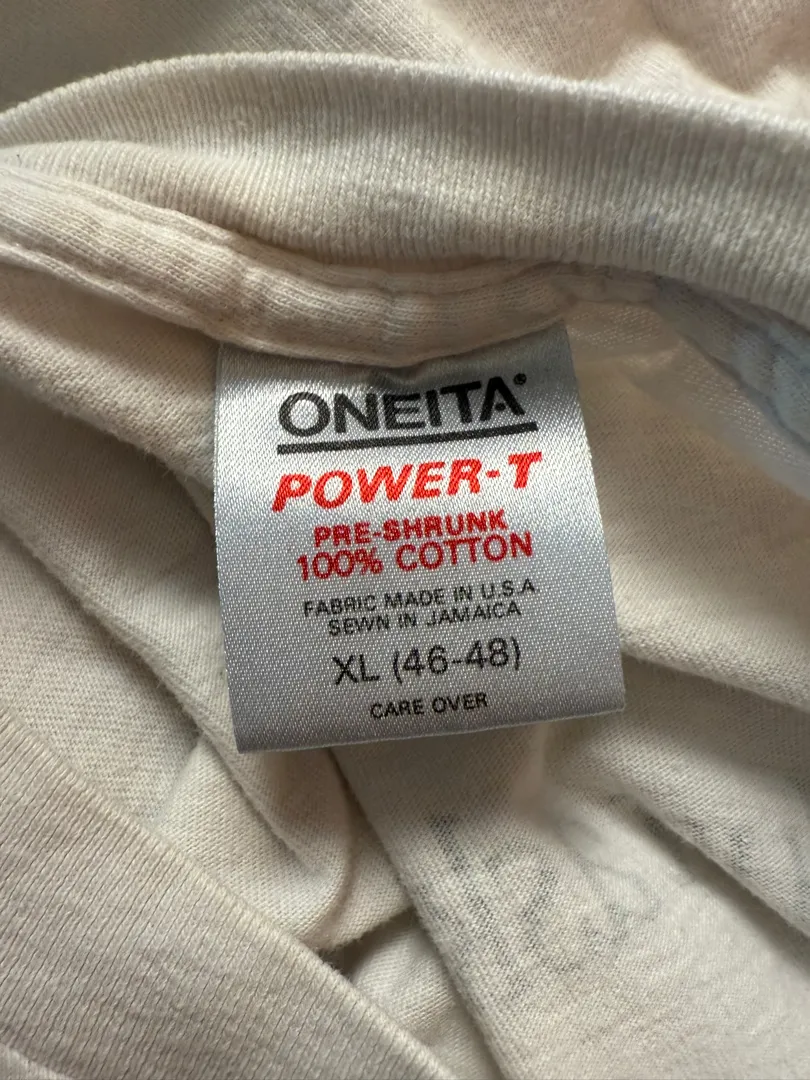 ONEITA®
POWER-T
PRE-SHRUNK
100% COTTON
FABRIC MADE IN U.S.A
SEWN IN JAMAICA
XL (46-48)
CARE OVER